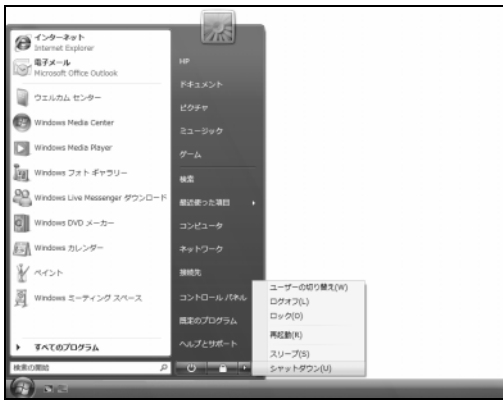 インターネット
Internet Explorer
電子メール
Microsoft Office Outlook
ウエルカム センター
Windows Media Center
Windows Media Player
Windows フォト ギャラリー
Windows Live Messenger ダウンロード
Windows DVD メーカー
Windows カレンダー
ペイント
Windows ミーティング スペース
すべてのプログラム
検索の開始
HP
ドキュメント
ピクチャ
ミュージック
ゲーム
検索
最近使った項目
コンピュータ
ネットワーク
接続先
コントロール パネル
既定のプログラム
ヘルプとサポート
ユーザーの切り替え(W)
ログオフ(L)
ロック(O)
再起動(R)
スリープ(S)
シャットダウン(U)